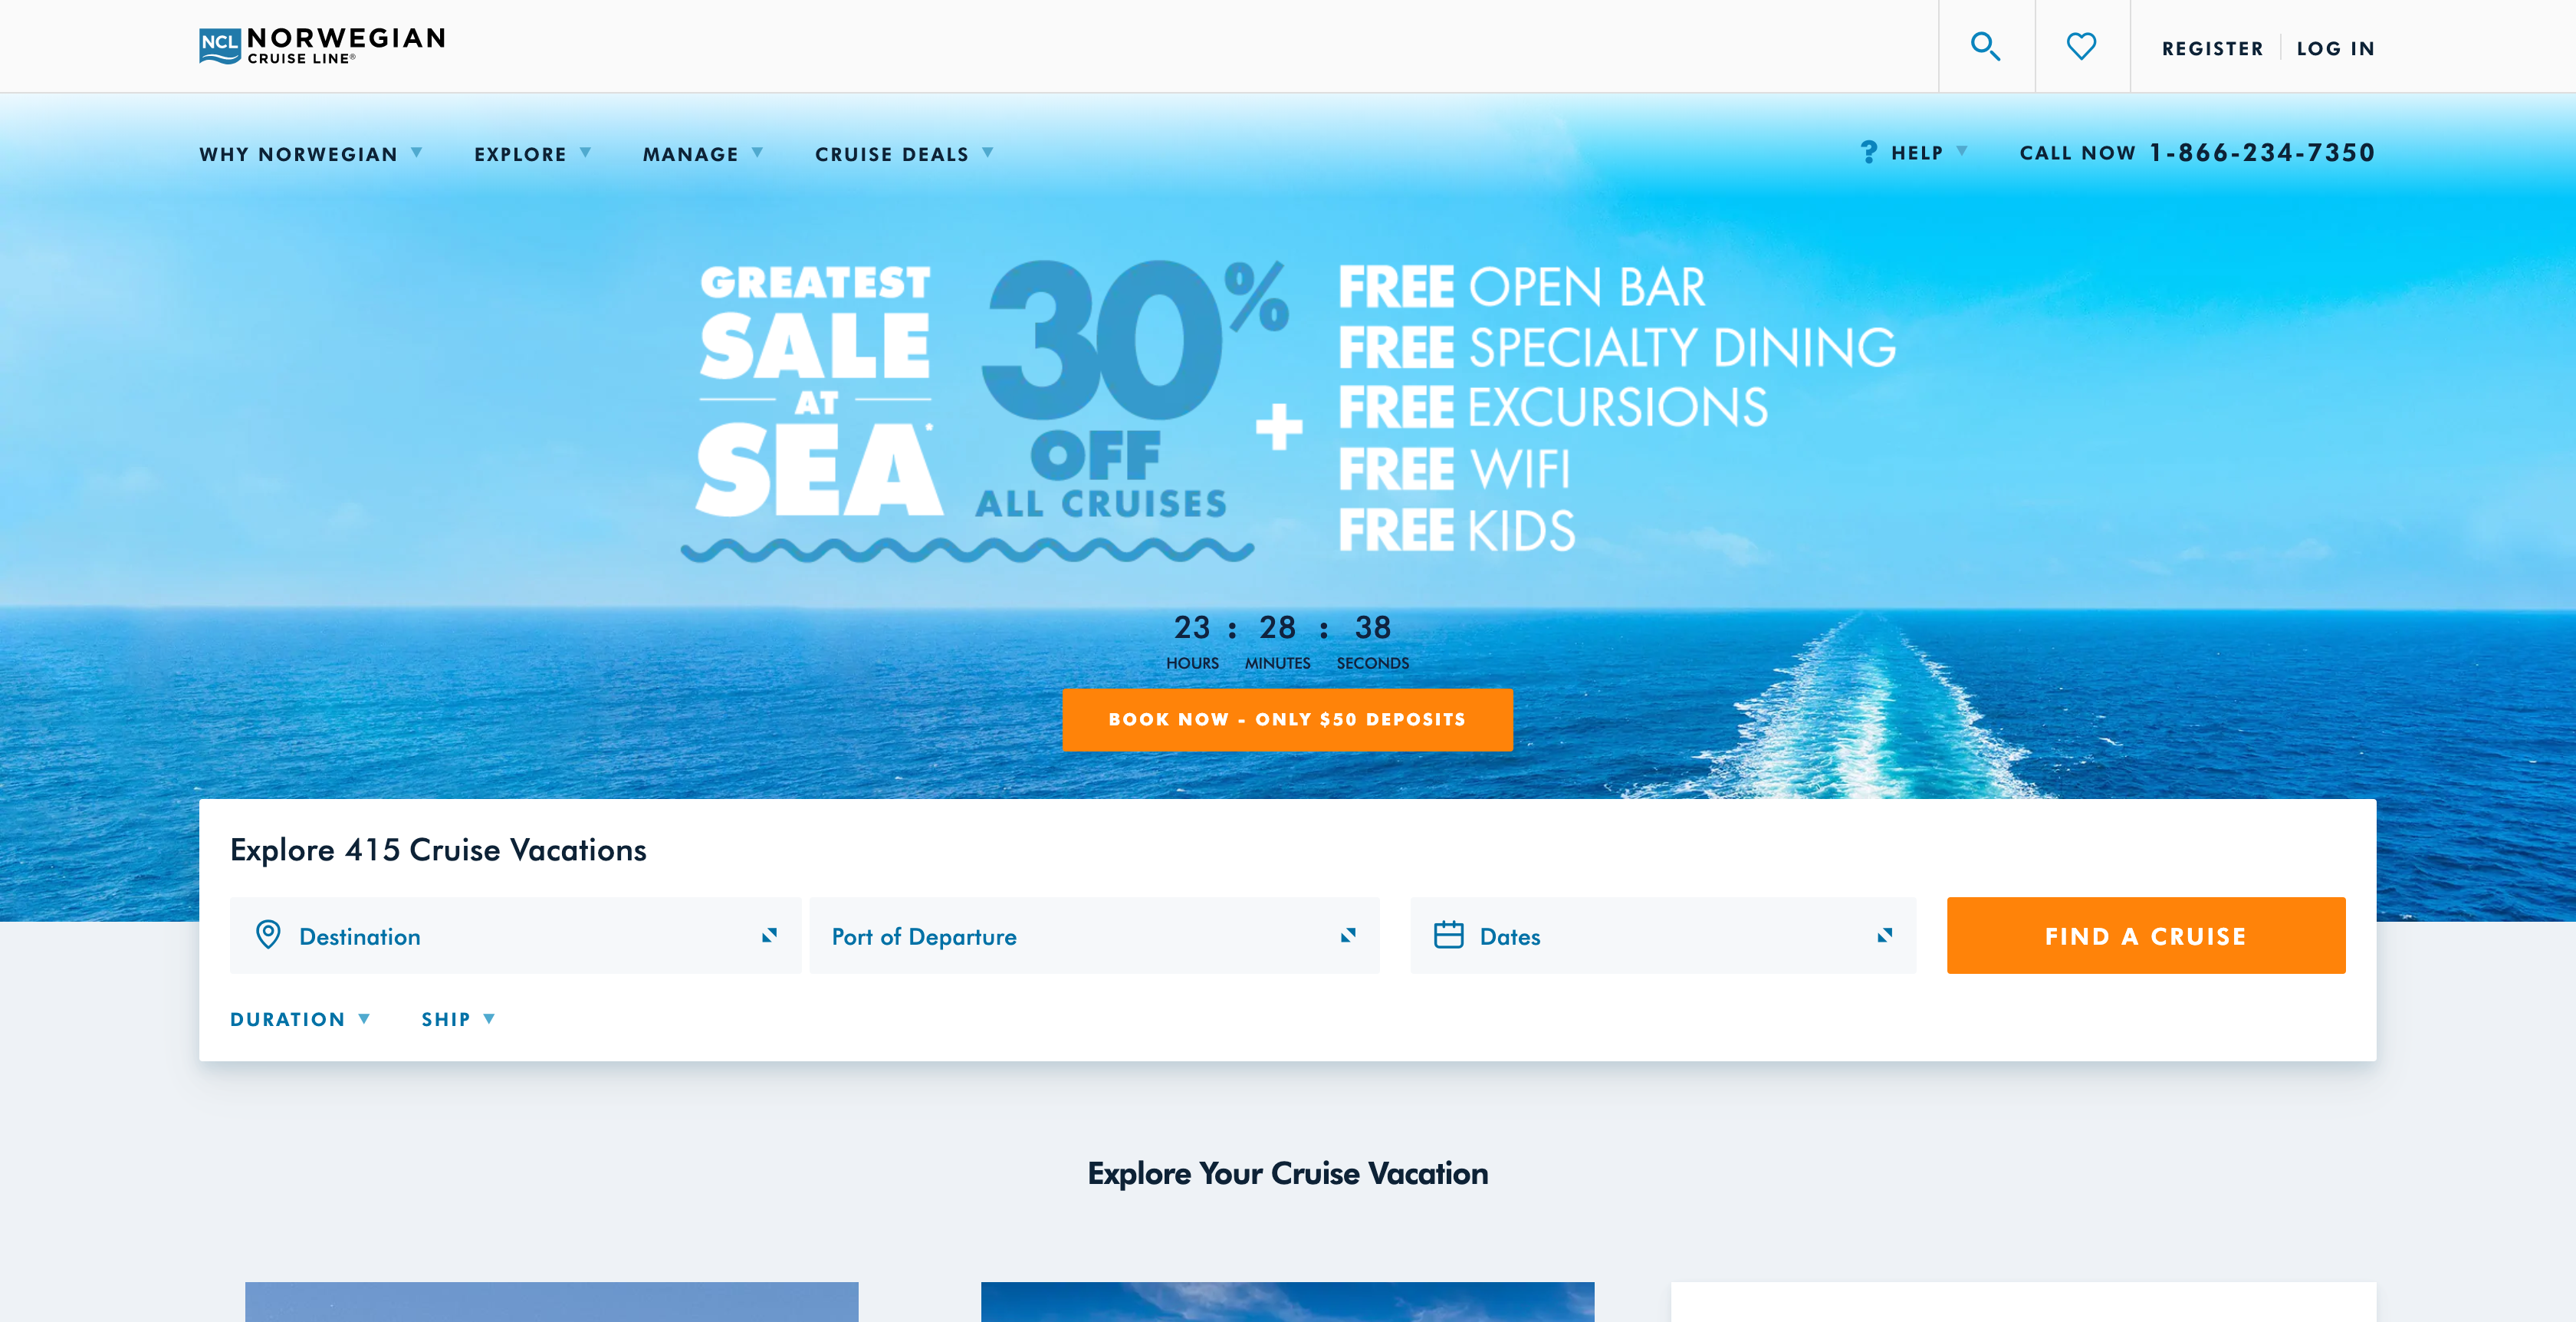 NCL NORWEGIAN
CRUISE LINE®
REGISTER LOG IN
WHY NORWEGIAN EXPLORE MANAGE CRUISE DEALS
? HELP CALL NOW 1-866-234-7350
GREATEST
SALE
AT
SEA*
30%
OFF
ALL CRUISES
+
FREE OPEN BAR
FREE SPECIALTY DINING
FREE EXCURSIONS
FREE WIFI
FREE KIDS
23 : 28 : 38
HOURS MINUTES SECONDS
BOOK NOW - ONLY $50 DEPOSITS
Explore 415 Cruise Vacations
Destination Port of Departure Dates FIND A CRUISE
DURATION SHIP
Explore Your Cruise Vacation